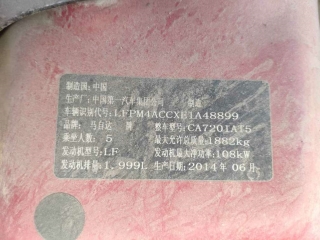 制造国:中国
生产厂:中国第一汽车集团公司 制造
车辆识别代号:LFPM4ACCXE1A48899
品牌:马自达 牌 整车型号:CA7201AT5
乘坐人数:5 最大允许总质量:1882kg
发动机型号:LF 发动机最大净功率:108kW
发动机排量:1.999L 2014年06月